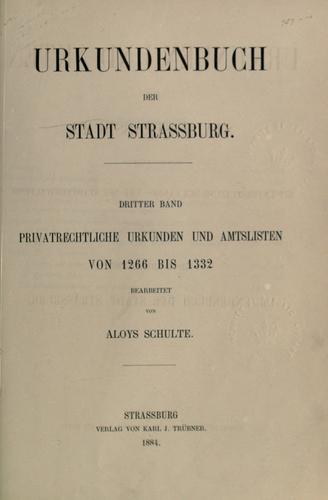 URKUNDENBUCH
DER
STADT STRASSBURG.
DRITTER BAND
PRIVATRECHTLICHE URKUNDEN UND AMTSLISTEN
VON 1266 BIS 1332
BEARBEITET
VON
ALOYS SCHULTE.
STRASSBURG
VERLAG VON KARL J. TRÜBNER.
1884.